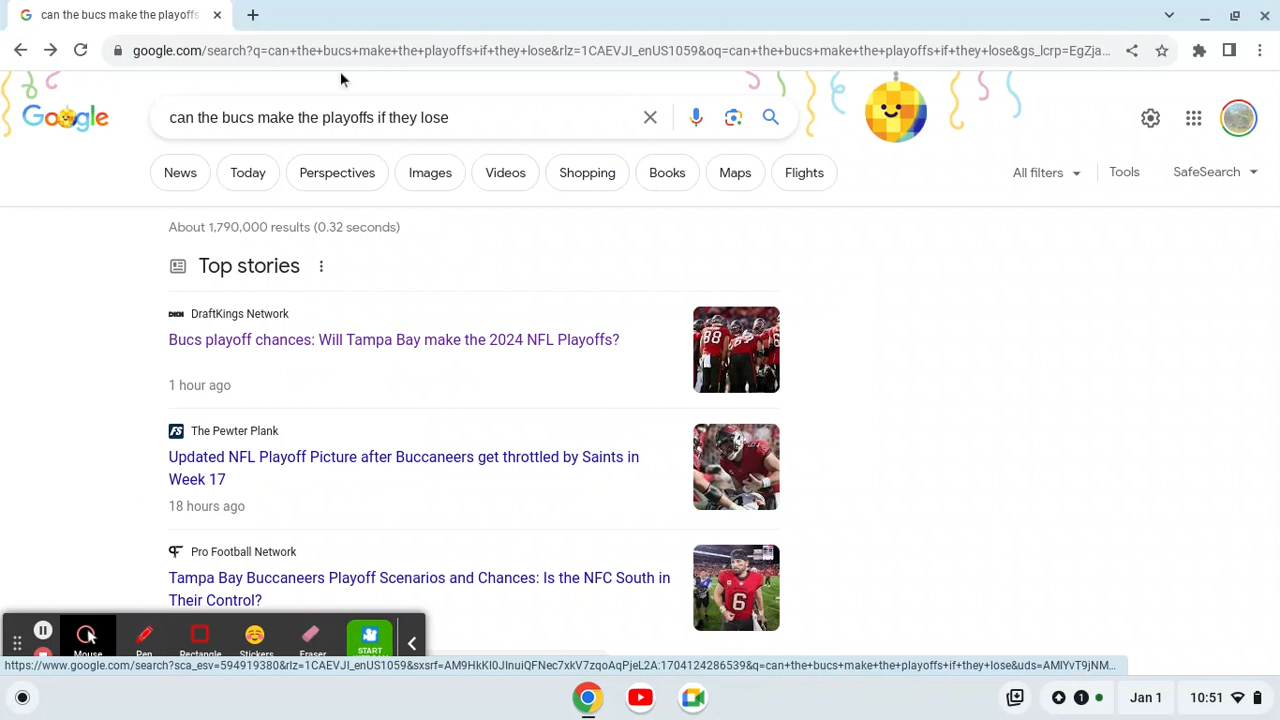 can the bucs make the playoffs
google.com/search?q=can+the+bucs+make+the+playoffs+if+they+lose&rlz=1CAEVJI_enUS1059&oq=can+the+bucs+make+the+playoffs+if+they+lose&gs_lcrp=EgZja...
Google
can the bucs make the playoffs if they lose
News
Today
Perspectives
Images
Videos
Shopping
Books
Maps
Flights
All filters
Tools
SafeSearch
About 1,790,000 results (0.32 seconds)
Top stories
DraftKings Network
Bucs playoff chances: Will Tampa Bay make the 2024 NFL Playoffs?
1 hour ago
The Pewter Plank
Updated NFL Playoff Picture after Buccaneers get throttled by Saints in
Week 17
18 hours ago
Pro Football Network
Tampa Bay Buccaneers Playoff Scenarios and Chances: Is the NFC South in
Their Control?
Mouse
Pen
Rectangle
Stickers
Eraser
START
https://www.google.com/search?sca_esv=594919380&rlz=1CAEVJI_enUS1059&sxsrf=AM9HkKI0JInuiQFNec7xkV7zqoAqPjeL2A:1704124286539&q=can+the+bucs+make+the+playoffs+if+they+lose&uds=AMIYvT9jNM...
1
Jan 1
10:51